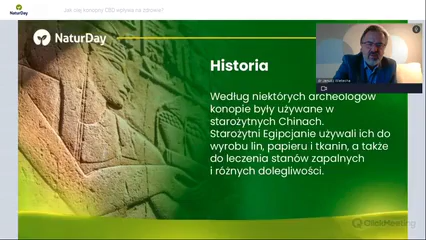 NaturDay
Jak olej konopny CBD wpływa na zdrowie?
NaturDay
Historia
Według niektórych archeologów
konopie były używane w
starożytnych Chinach.
Starożytni Egipcjanie używali ich do
wyrobu lin, papieru i tkanin, a także
do leczenia stanów zapalnych
i różnych dolegliwości.
ClickMeeting